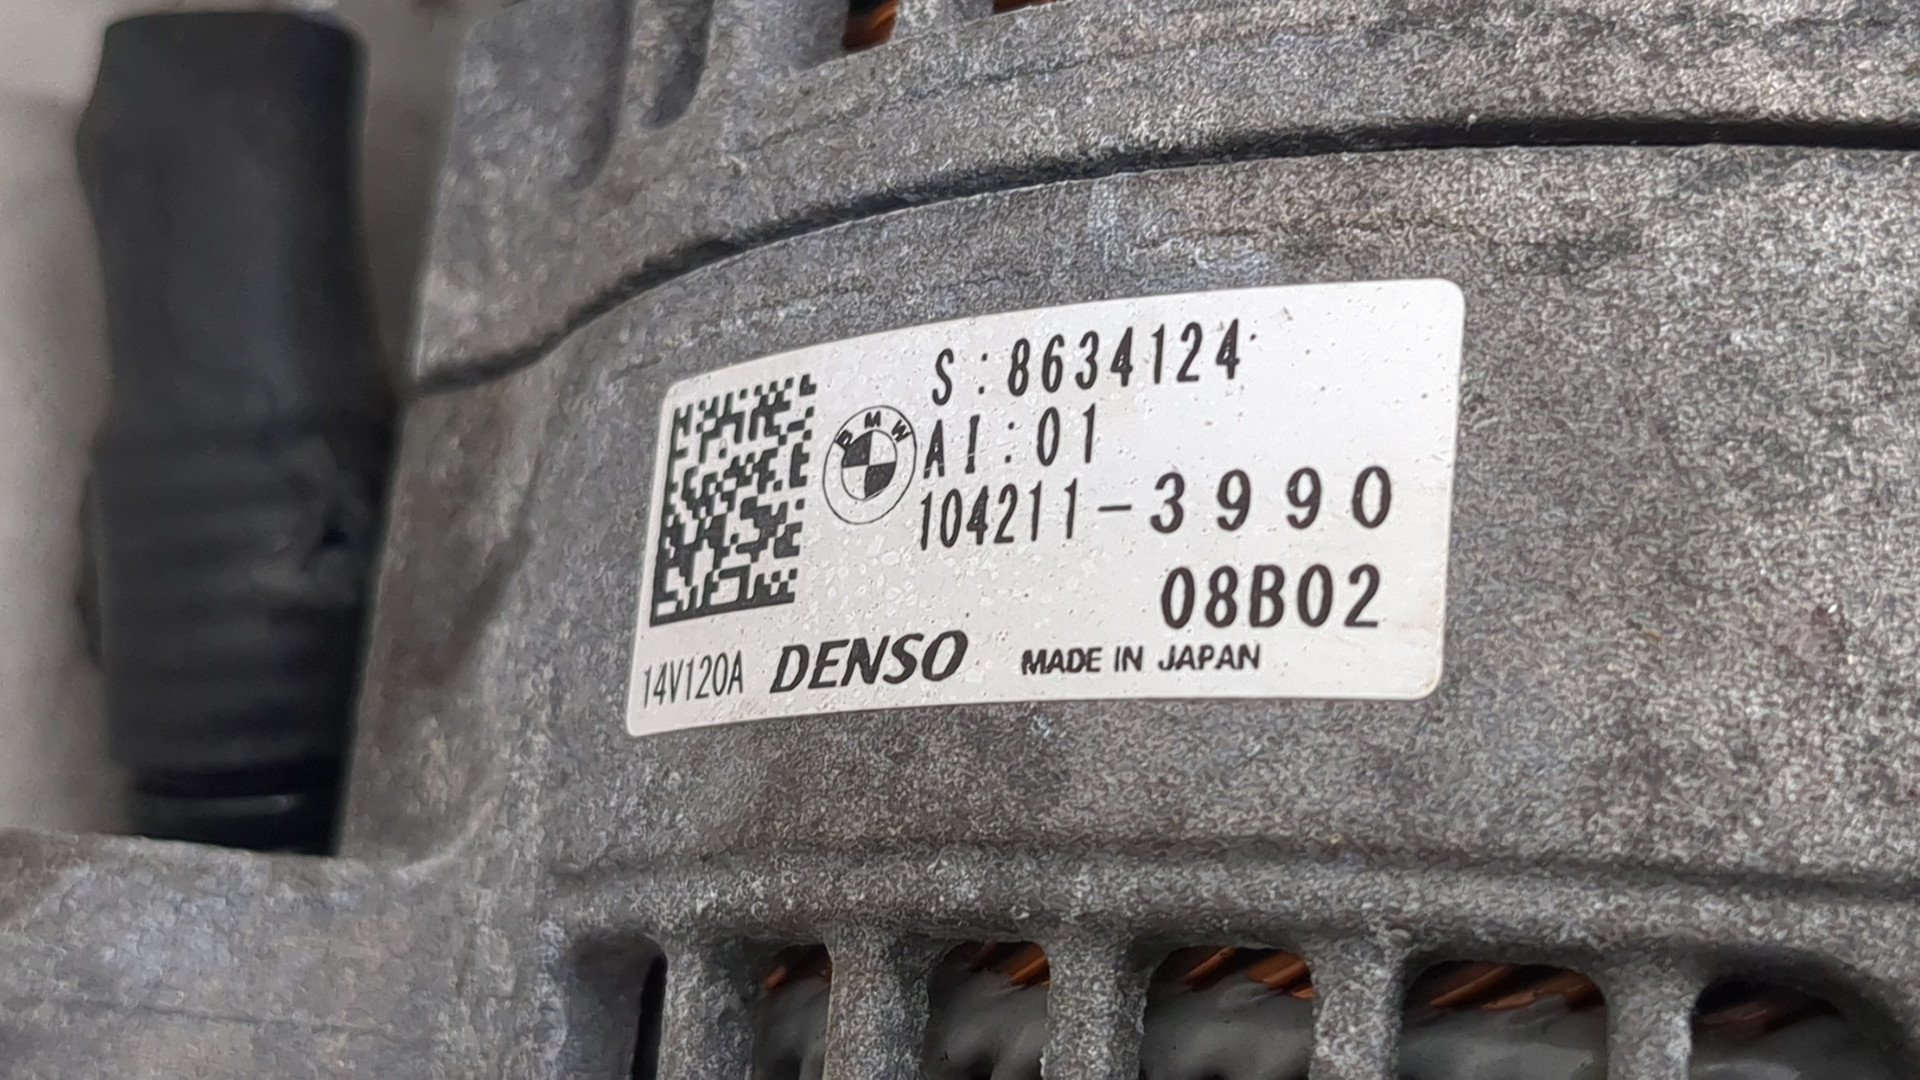 S:8634124
BMW
AI:01
104211-3990
08B02
14V120A DENSO MADE IN JAPAN